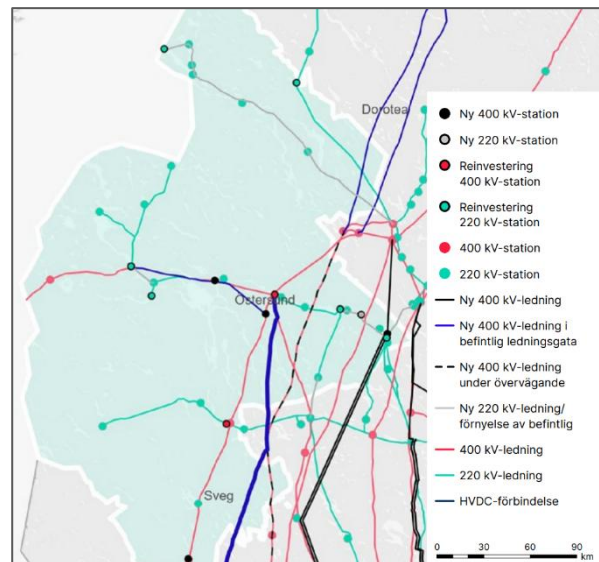 Dorotea
Östersund
Sveg
Ny 400 kV-station
Ny 220 kV-station
Reinvestering
400 kV-station
Reinvestering
220 kV-station
400 kV-station
220 kV-station
Ny 400 kV-ledning
Ny 400 kV-ledning i
befintlig ledningsgata
Ny 400 kV-ledning
under övervägande
Ny 220 kV-ledning/
förnyelse av befintlig
400 kV-ledning
220 kV-ledning
HVDC-förbindelse
0 30 60 90
km